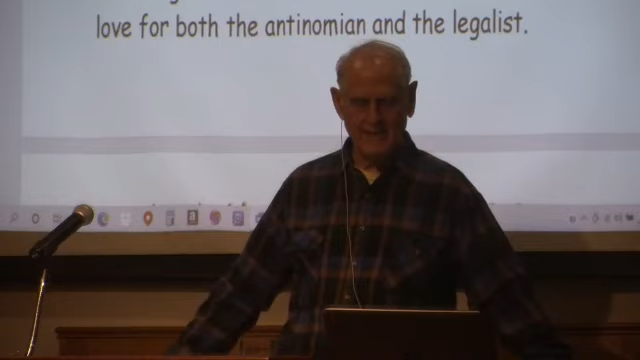 love for both the antinomian and the legalist.